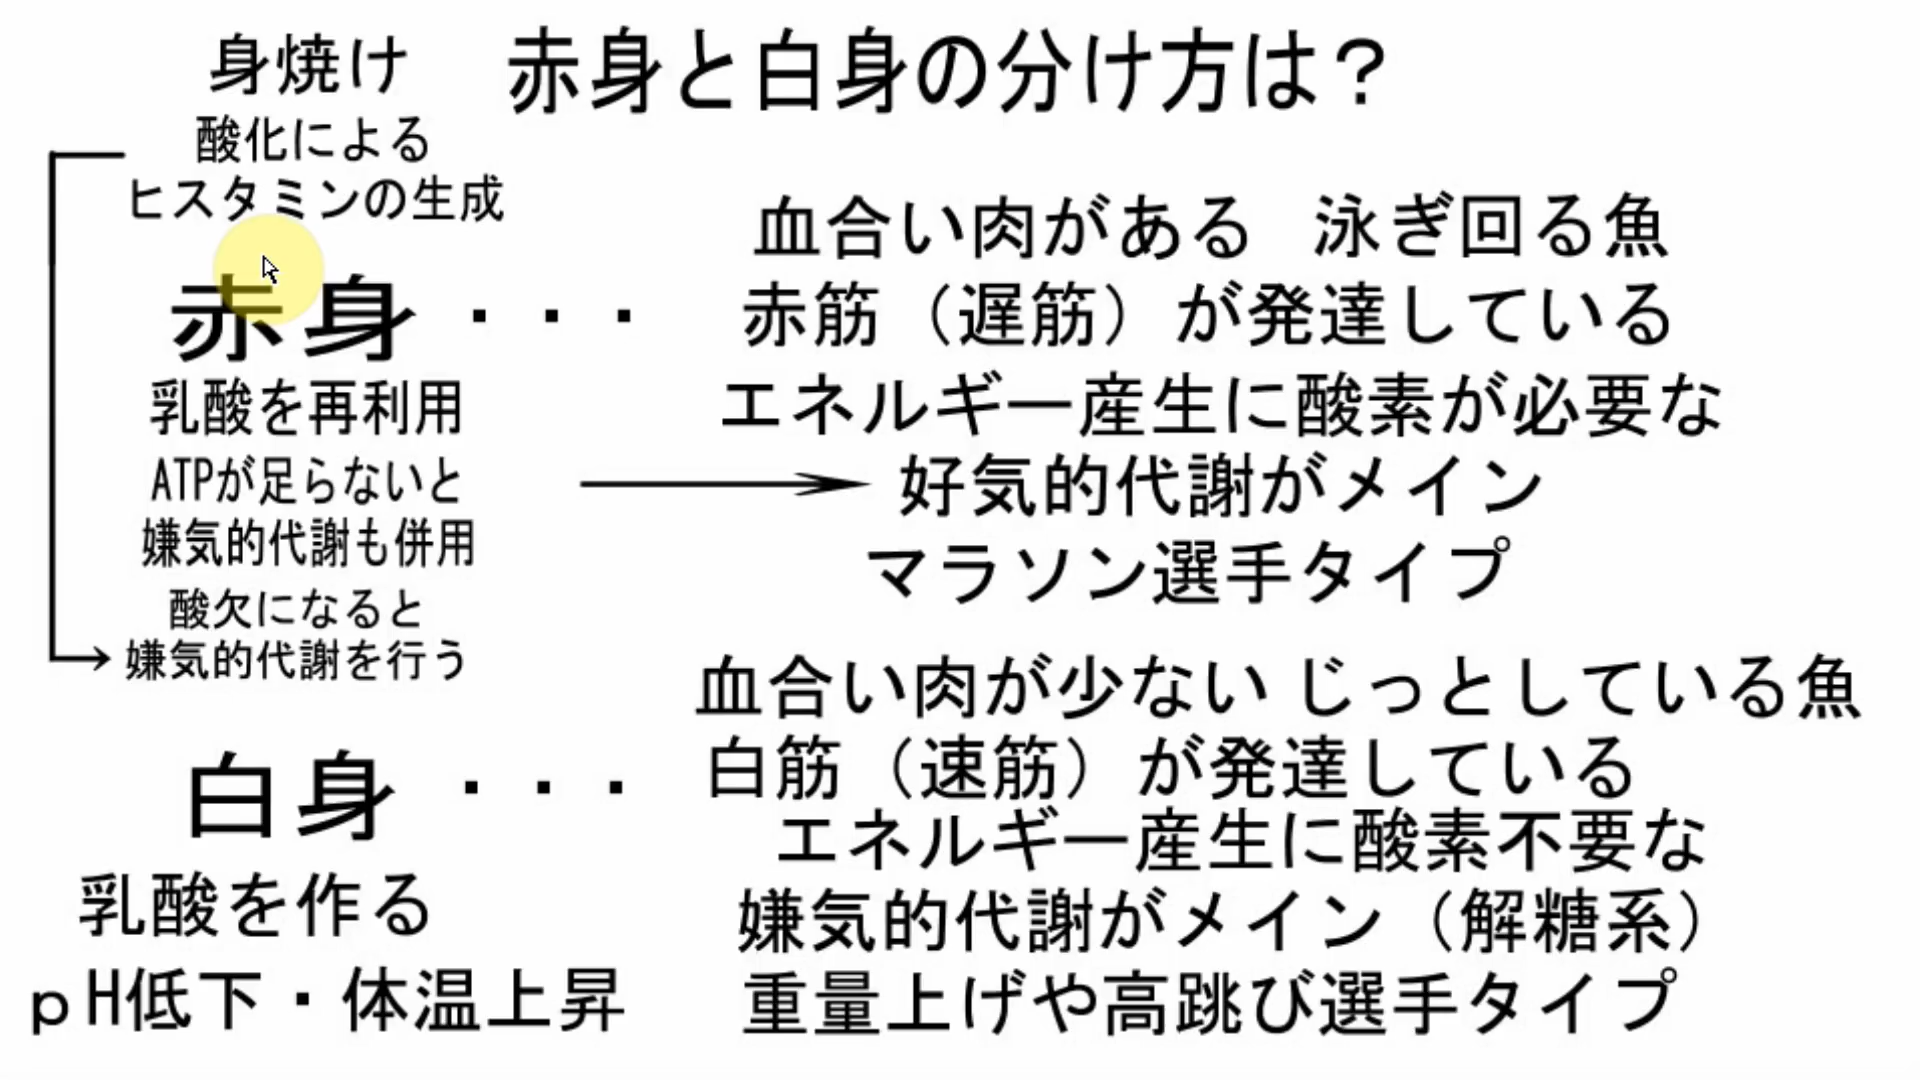 赤身と白身の分け方は？
身焼け
酸化による
ヒスタミンの生成
赤身・・・
乳酸を再利用
ATPが足らないと
嫌気的代謝も併用
酸欠になると
嫌気的代謝を行う
血合い肉がある 泳ぎ回る魚
赤筋（遅筋）が発達している
エネルギー産生に酸素が必要な
好気的代謝がメイン
マラソン選手タイプ
白身・・・
乳酸を作る
ｐH低下・体温上昇
血合い肉が少ない じっとしている魚
白筋（速筋）が発達している
エネルギー産生に酸素不要な
嫌気的代謝がメイン（解糖系）
重量上げや高跳び選手タイプ